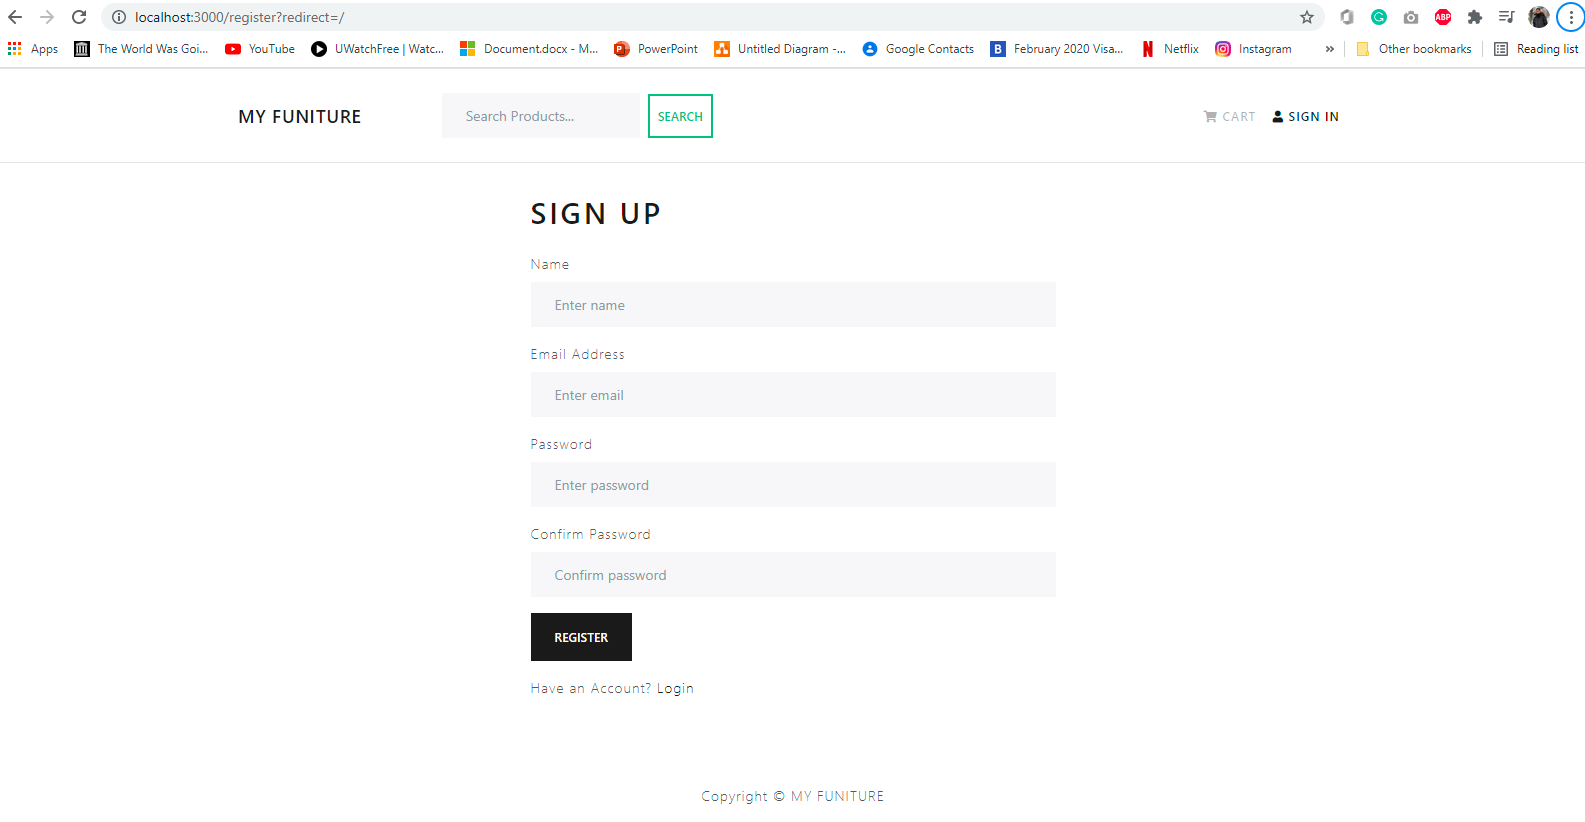 localhost:3000/register?redirect=/
ABP
Apps The World Was Goi... YouTube UWatchFree | Watc... Document.docx - M... PowerPoint Untitled Diagram -... Google Contacts B February 2020 Visa... Netflix Instagram » Other bookmarks Reading list
MY FUNITURE Search Products... SEARCH CART SIGN IN
SIGN UP
Name
Enter name
Email Address
Enter email
Password
Enter password
Confirm Password
Confirm password
REGISTER
Have an Account? Login
Copyright © MY FUNITURE